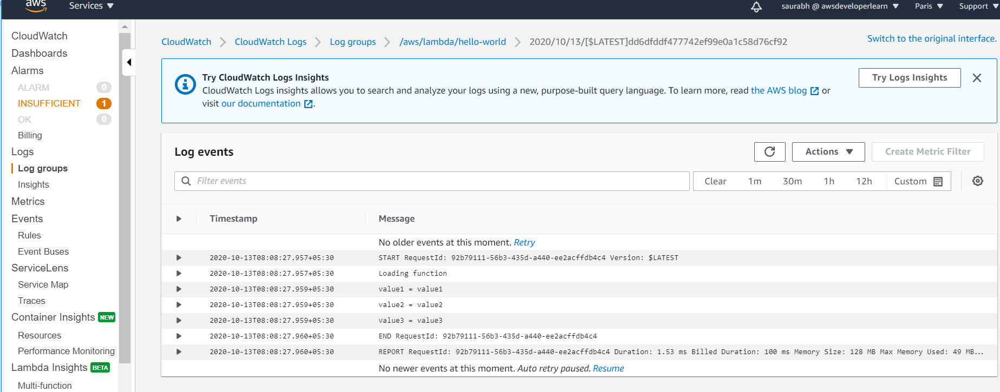 aws Services saurabh @ awsdeveloperlearn Paris Support
CloudWatch
Dashboards
Alarms
ALARM 0
INSUFFICIENT 1
OK 0
Billing
Logs
Log groups
Insights
Metrics
Events
Rules
Event Buses
ServiceLens
Service Map
Traces
Container Insights NEW
Resources
Performance Monitoring
Lambda Insights BETA
Multi-function
CloudWatch CloudWatch Logs Log groups /aws/lambda/hello-world 2020/10/13/[$LATEST]dd6dfddf477742ef99e0a1c58d76cf92
Switch to the original interface.
Try CloudWatch Logs Insights
CloudWatch Logs insights allows you to search and analyze your logs using a new, purpose-built query language. To learn more, read the AWS blog or
visit our documentation .
Try Logs Insights
Log events
Actions Create Metric Filter
Filter events Clear 1m 30m 1h 12h Custom
Timestamp Message
No older events at this moment. Retry
2020-10-13T08:08:27.957+05:30 START RequestId: 92b79111-56b3-435d-a440-ee2acffdb4c4 Version: $LATEST
2020-10-13T08:08:27.957+05:30 Loading function
2020-10-13T08:08:27.959+05:30 value1 = value1
2020-10-13T08:08:27.959+05:30 value2 = value2
2020-10-13T08:08:27.959+05:30 value3 = value3
2020-10-13T08:08:27.960+05:30 END RequestId: 92b79111-56b3-435d-a440-ee2acffdb4c4
2020-10-13T08:08:27.960+05:30 REPORT RequestId: 92b79111-56b3-435d-a440-ee2acffdb4c4 Duration: 1.53 ms Billed Duration: 100 ms Memory Size: 128 MB Max Memory Used: 49 MB...
No newer events at this moment. Auto retry paused. Resume